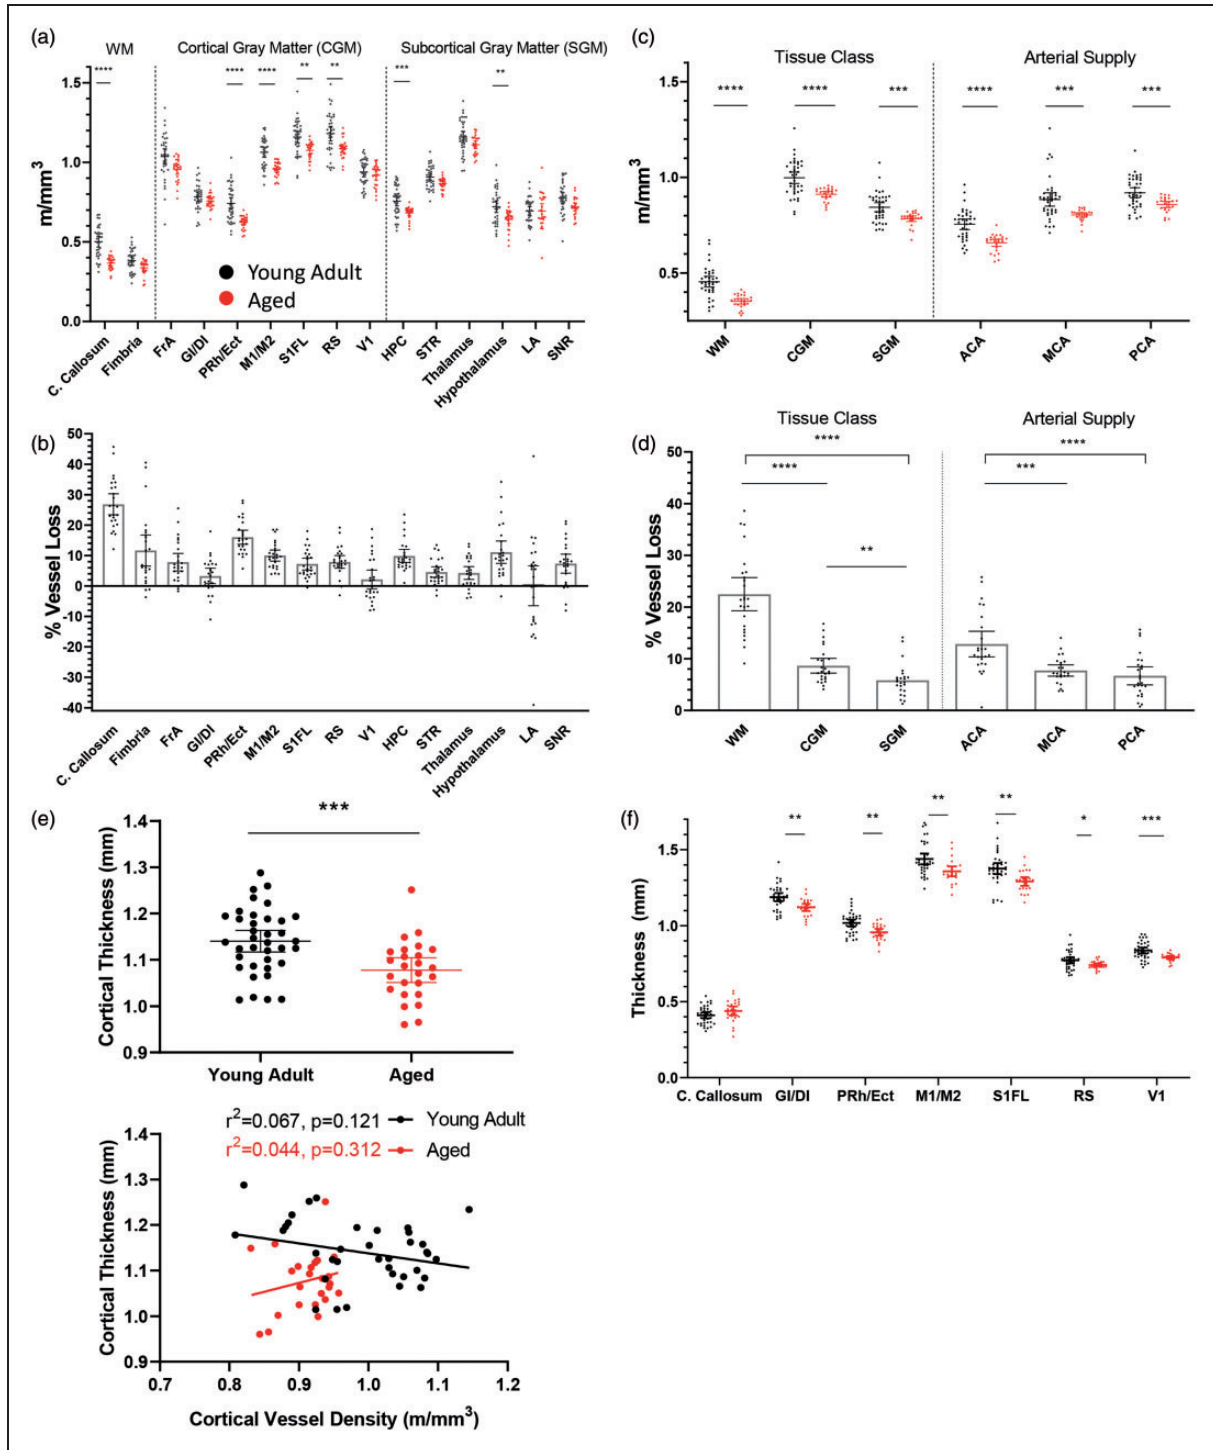 (a)
WM Cortical Gray Matter (CGM) Subcortical Gray Matter (SGM)
**** **** **** ** ** *** **
m/mm³
1.5
1.0
0.5
0.0
Young Adult
Aged
C. Callosum Fimbria FrA GI/DI PRh/Ect M1/M2 S1FL RS V1 HPC STR Thalamus Hypothalamus LA SNR
(c)
Tissue Class Arterial Supply
**** **** *** **** *** ***
m/mm³
1.5
1.0
0.5
WM CGM SGM ACA MCA PCA
(b)
% Vessel Loss
50
40
30
20
10
0
-10
-20
-30
-40
C. Callosum Fimbria FrA GI/DI PRh/Ect M1/M2 S1FL RS V1 HPC STR Thalamus Hypothalamus LA SNR
(d)
Tissue Class Arterial Supply
**** ****
**** ***
**
% Vessel Loss
50
40
30
20
10
0
WM CGM SGM ACA MCA PCA
(e)
***
Cortical Thickness (mm)
1.4
1.3
1.2
1.1
1.0
0.9
Young Adult Aged
r²=0.067, p=0.121 Young Adult
r²=0.044, p=0.312 Aged
Cortical Thickness (mm)
1.4
1.3
1.2
1.1
1.0
0.9
0.7 0.8 0.9 1.0 1.1 1.2
Cortical Vessel Density (m/mm³)
(f)
** ** ** ** * ***
Thickness (mm)
1.5
1.0
0.5
0.0
C. Callosum GI/DI PRh/Ect M1/M2 S1FL RS V1